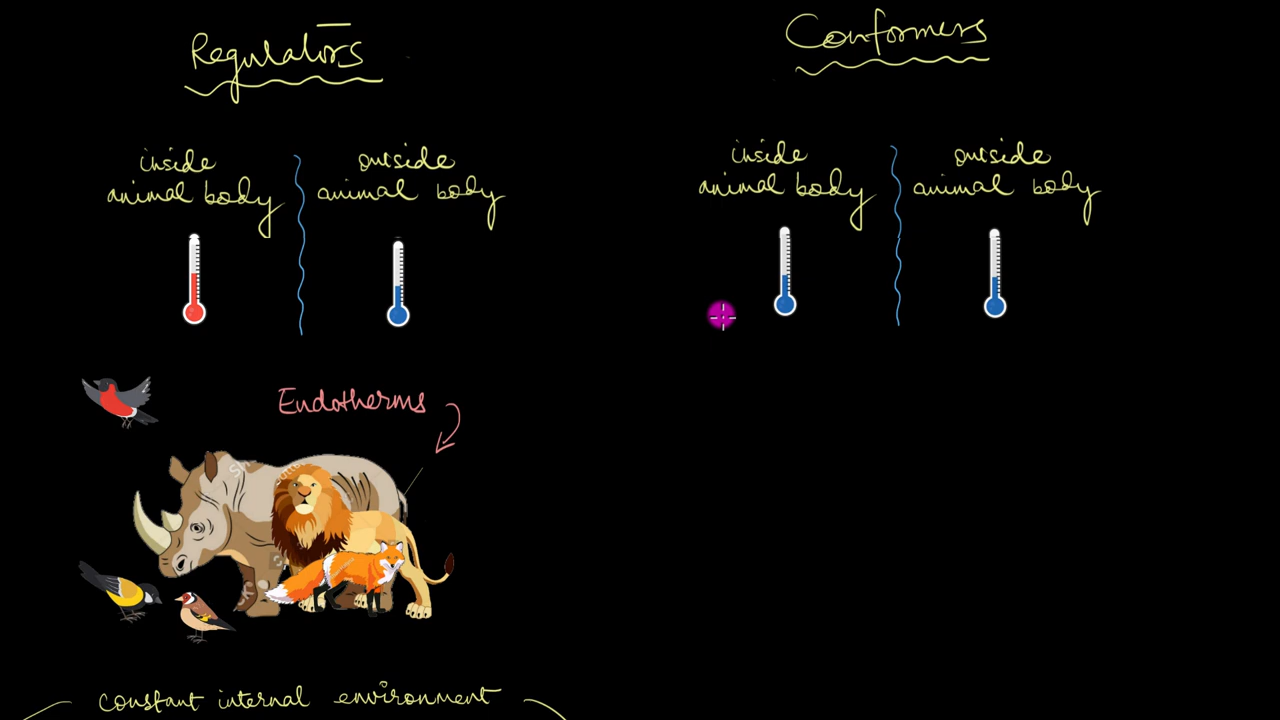 Regulators
Conformers
inside
animal body
outside
animal body
inside
animal body
outside
animal body
Endotherms
constant internal environment